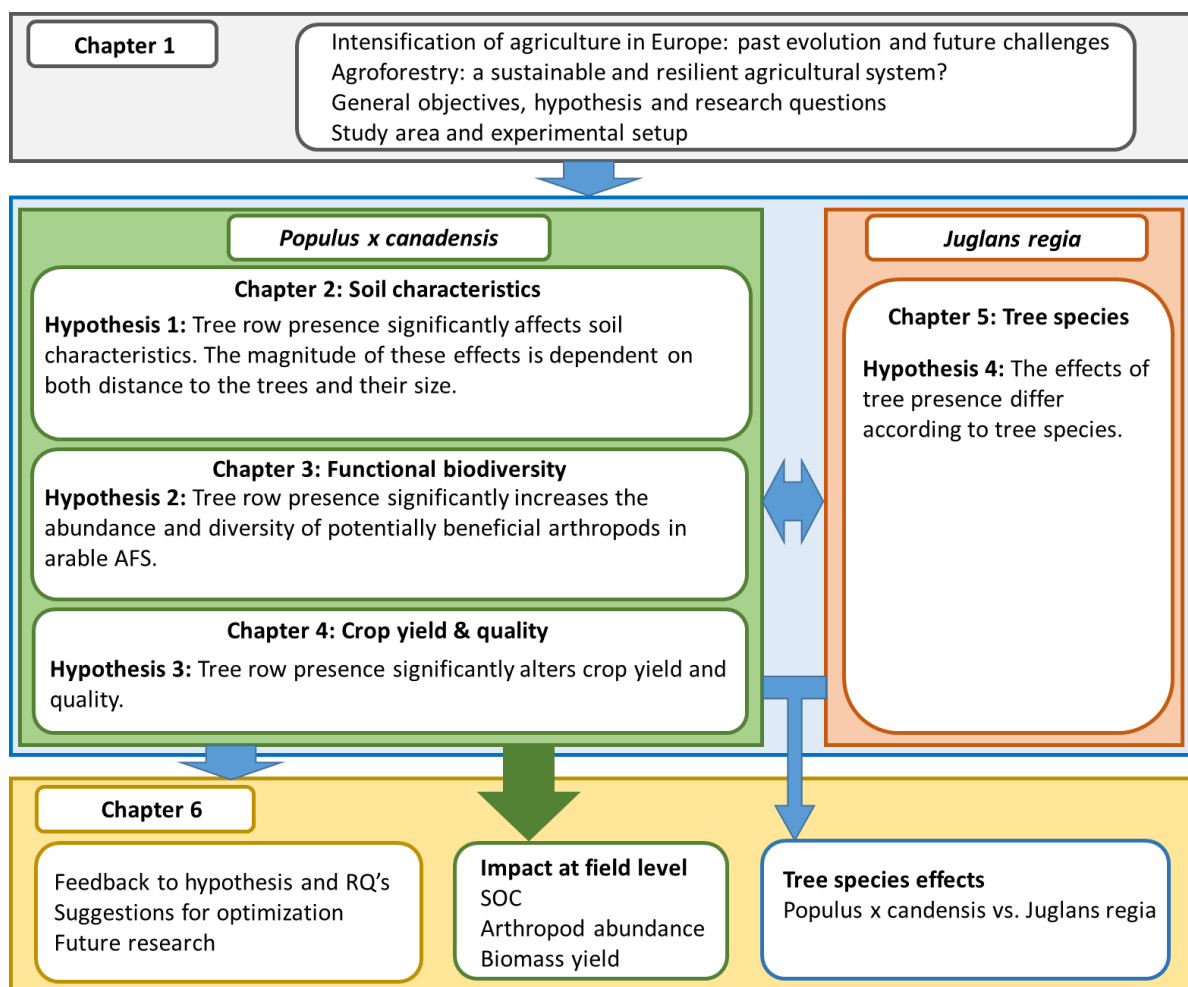 Chapter 1
Intensification of agriculture in Europe: past evolution and future challenges
Agroforestry: a sustainable and resilient agricultural system?
General objectives, hypothesis and research questions
Study area and experimental setup
Populus x canadensis
Chapter 2: Soil characteristics
Hypothesis 1: Tree row presence significantly affects soil
characteristics. The magnitude of these effects is dependent on
both distance to the trees and their size.
Chapter 3: Functional biodiversity
Hypothesis 2: Tree row presence significantly increases the
abundance and diversity of potentially beneficial arthropods in
arable AFS.
Chapter 4: Crop yield & quality
Hypothesis 3: Tree row presence significantly alters crop yield and
quality.
Juglans regia
Chapter 5: Tree species
Hypothesis 4: The effects of
tree presence differ
according to tree species.
Chapter 6
Feedback to hypothesis and RQ's
Suggestions for optimization
Future research
Impact at field level
SOC
Arthropod abundance
Biomass yield
Tree species effects
Populus x candensis vs. Juglans regia